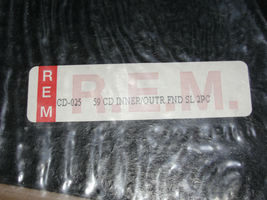 REM
R.E.M.
CD-025 59 CD INNER/OUTR FND SL 2PC